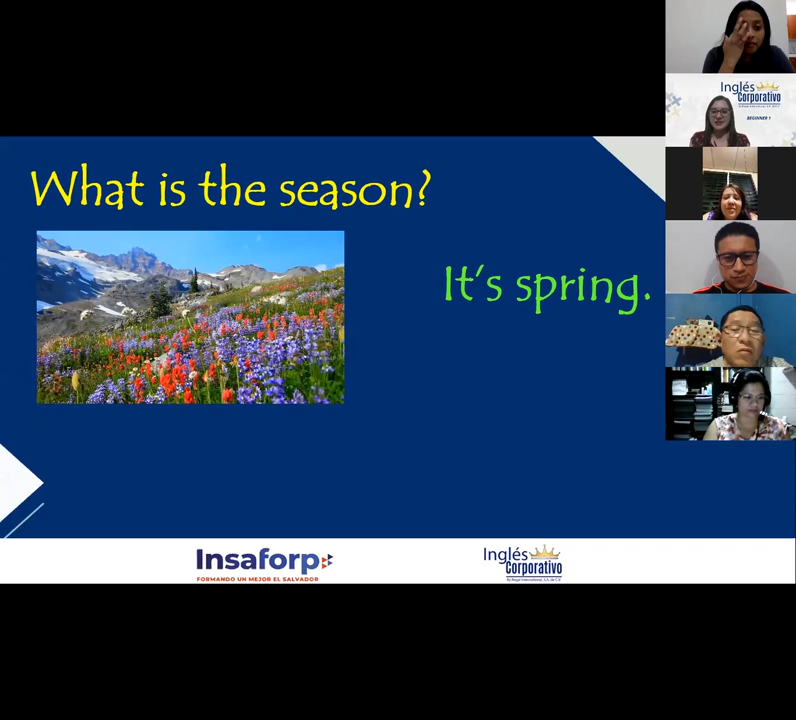 What is the season?
It's spring.
Inglés
Corporativo
BEGINNER 1
Insaforp
FORMANDO UN MEJOR EL SALVADOR
Inglés
Corporativo